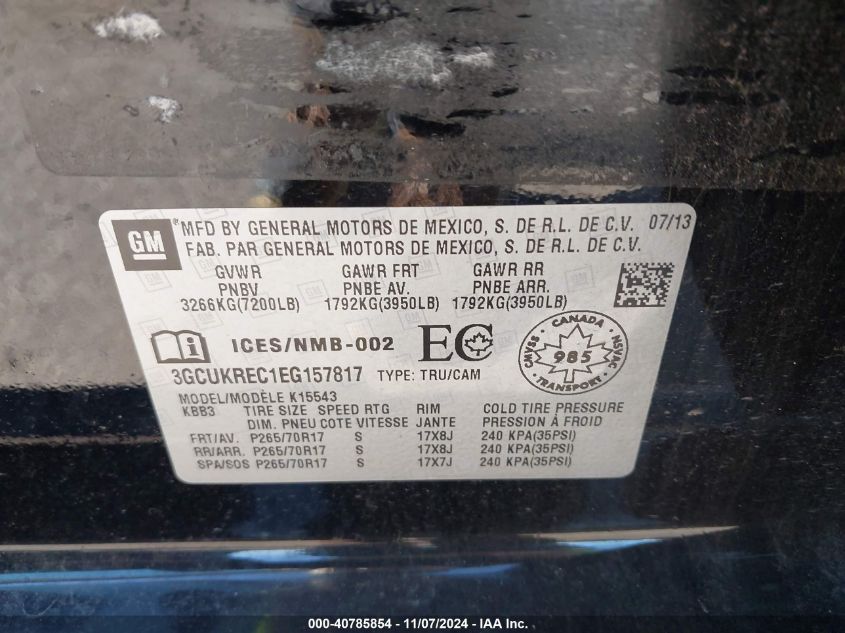 GM ® MFD BY GENERAL MOTORS DE MEXICO, S. DE R.L. DE C.V. 07/13
FAB. PAR GENERAL MOTORS DE MEXICO, S. DE R.L. DE C.V.
GVWR GAWR FRT GAWR RR
PNBV PNBE AV. PNBE ARR.
3266KG(7200LB) 1792KG(3950LB) 1792KG(3950LB)
ICES/NMB-002 EC CANADA CMVSS 985 NSVAC TRANSPORT
3GCUKREC1EG157817 TYPE: TRU/CAM
MODEL/MODÈLE K15543
KBB3 TIRE SIZE SPEED RTG RIM COLD TIRE PRESSURE
DIM. PNEU COTE VITESSE JANTE PRESSION À FROID
FRT/AV. P265/70R17 S 17X8J 240 KPA(35PSI)
RR/ARR. P265/70R17 S 17X8J 240 KPA(35PSI)
SPA/SOS P265/70R17 S 17X7J 240 KPA(35PSI)
000-40785854 - 11/07/2024 - IAA Inc.